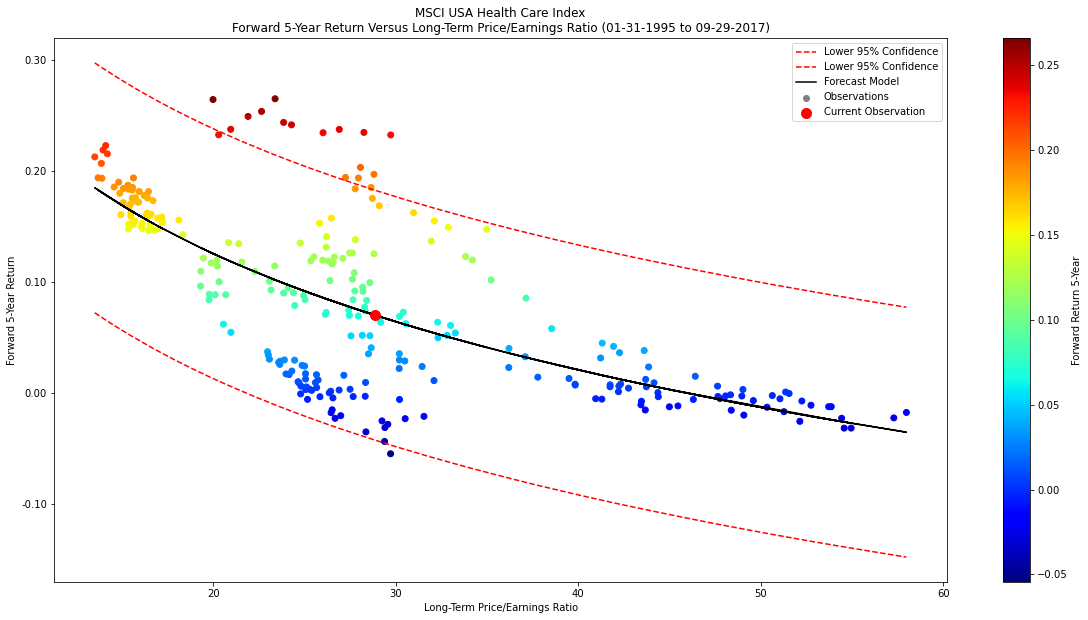 MSCI USA Health Care Index
Forward 5-Year Return Versus Long-Term Price/Earnings Ratio (01-31-1995 to 09-29-2017)
Lower 95% Confidence
Lower 95% Confidence
Forecast Model
Observations
Current Observation
Forward 5-Year Return
0.30
0.20
0.10
0.00
-0.10
20
30
40
50
60
Long-Term Price/Earnings Ratio
0.25
0.20
0.15
0.10
0.05
0.00
−0.05
Forward Return 5-Year